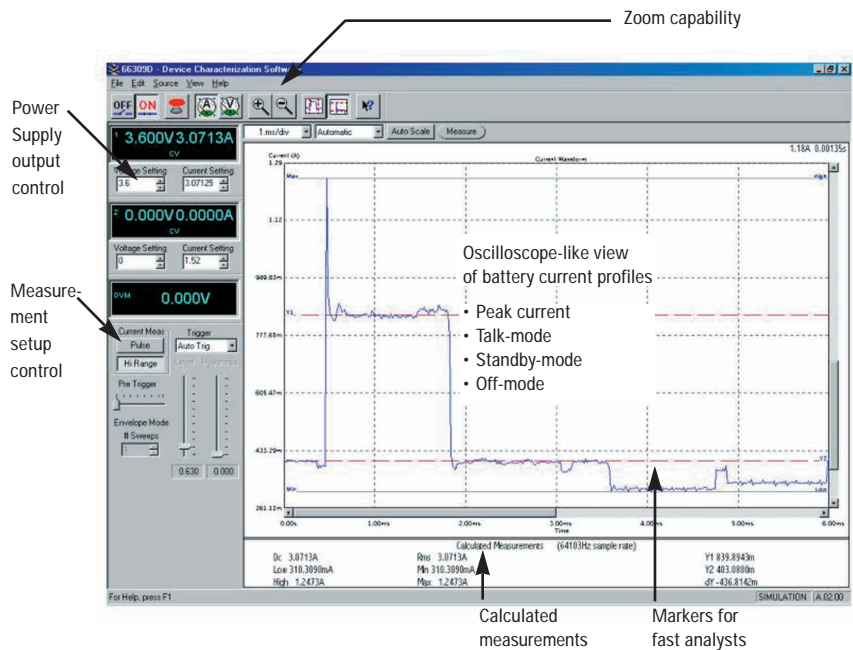 Zoom capability
66309D - Device Characterization Softw
File Edit Source View Help
OFF ON A V
Power
Supply
output
control
1 3.600V 3.0713A
CV
Voltage Setting Current Setting
3.6 3.07125
2 0.000V 0.0000A
CV
Voltage Setting Current Setting
0 1.52
Measure-
ment
setup
control
DVM 0.000V
Current Meas Trigger
Pulse Auto Trig
Hi Range Level Hysteresis
Pre Trigger
Envelope Mode
# Sweeps
1
0.630 0.000
1.ms/div Automatic Auto Scale Measure
1.18A 0.00135s
Current (A) Current Waveform
1.29
Max High
1.12
Oscilloscope-like view
of battery current profiles
• Peak current
• Talk-mode
• Standby-mode
• Off-mode
949.83m
Y1
777.65m
605.47m
433.29m
Y2
Min Low
261.12m
0.00s 1.00ms 2.00ms 3.00ms 4.00ms 5.00ms 6.00ms
Time
Calculated Measurements (64103Hz sample rate)
Dc 3.0713A Rms 3.0713A Y1 839.8943m
Low 310.3090mA Min 310.3090mA Y2 403.0800m
High 1.2473A Max 1.2473A dY -436.8142m
For Help, press F1 SIMULATION A.02.00
Calculated
measurements
Markers for
fast analysts